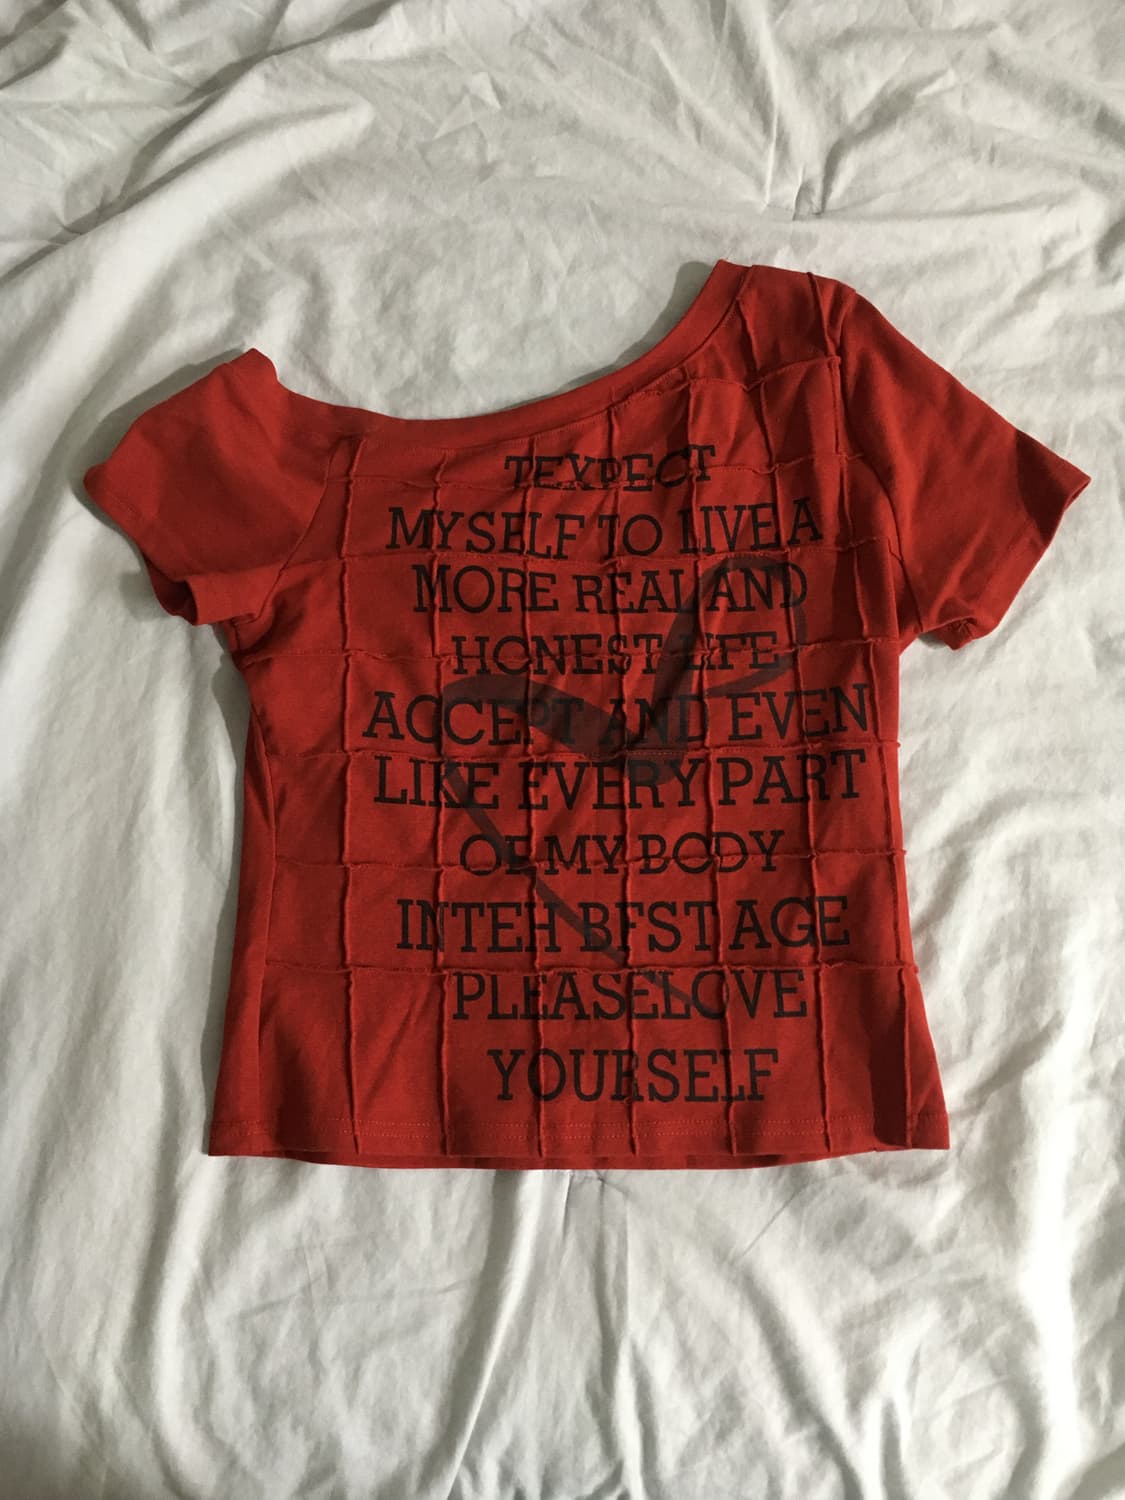 TEXPECT
MYSELF TO LIVE A
MORE REAL AND
HONEST LIFE
ACCEPT AND EVEN
LIKE EVERY PART
OF MY BODY
INTEH BFST AGE
PLEASELOVE
YOURSELF